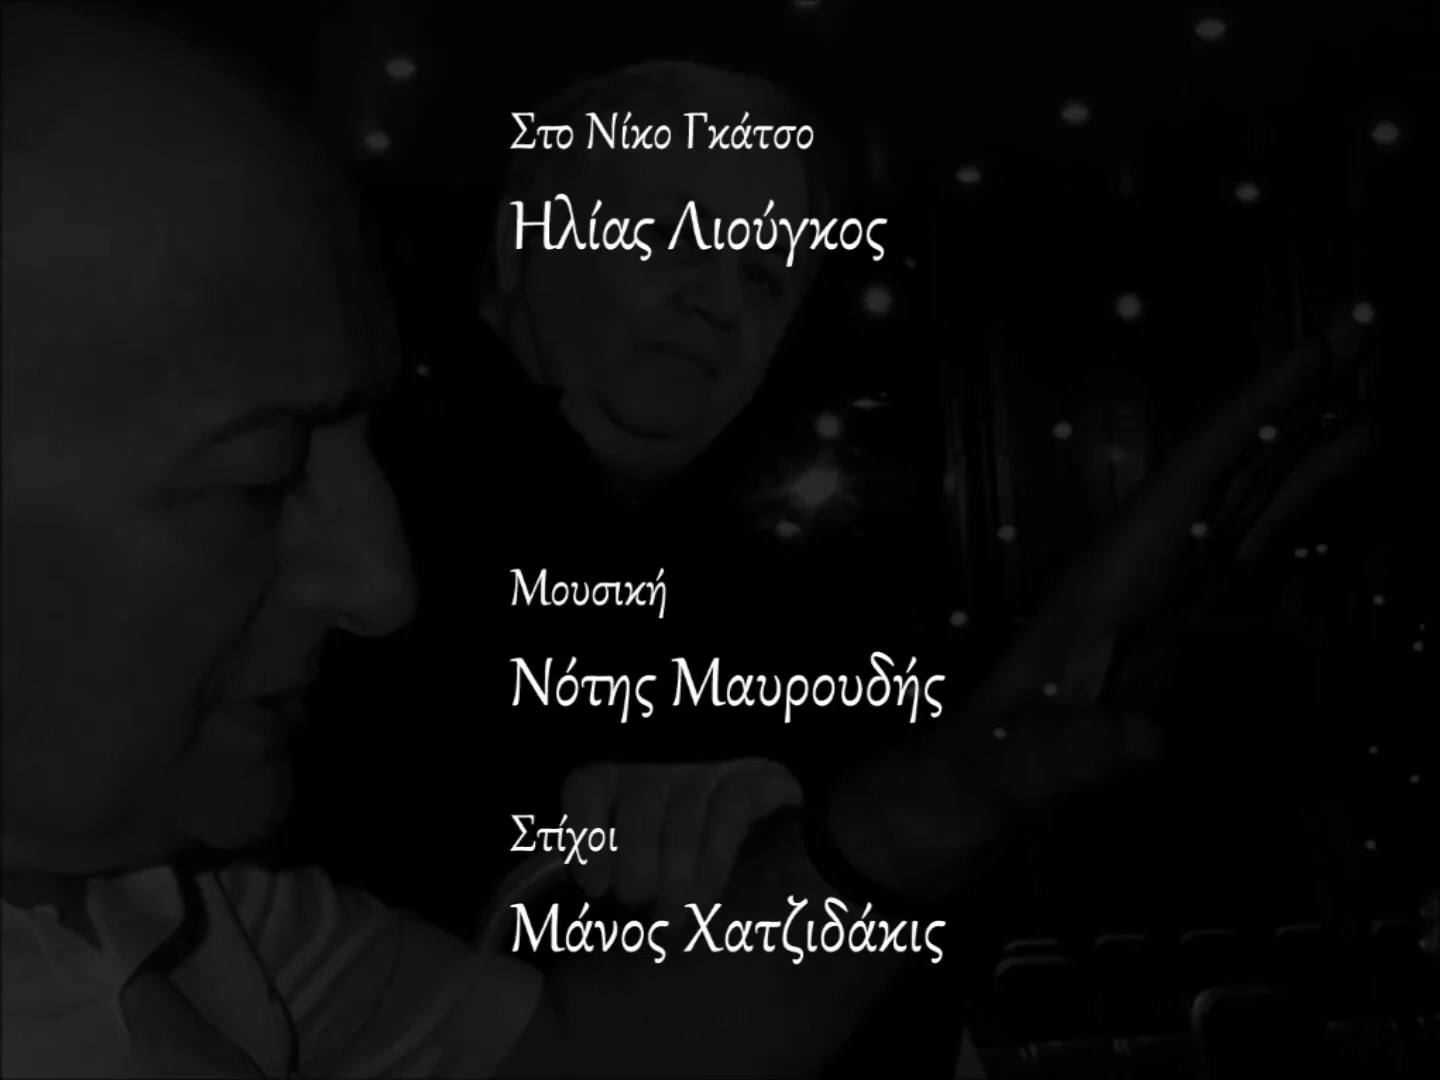 Στο Νίκο Γκάτσο
Ηλίας Λιούγκος
Μουσική
Νότης Μαυρουδής
Στίχοι
Μάνος Χατζιδάκις